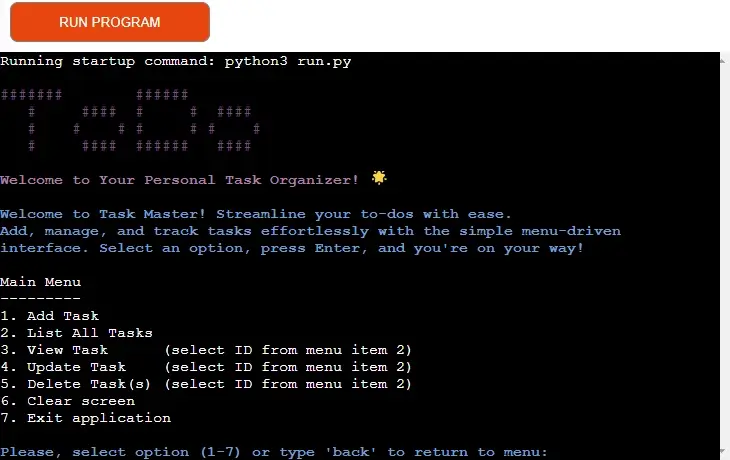 RUN PROGRAM
Running startup command: python3 run.py
ToDo
Welcome to Your Personal Task Organizer! 🌟
Welcome to Task Master! Streamline your to-dos with ease.
Add, manage, and track tasks effortlessly with the simple menu-driven
interface. Select an option, press Enter, and you're on your way!
Main Menu
---------
1. Add Task
2. List All Tasks
3. View Task      (select ID from menu item 2)
4. Update Task    (select ID from menu item 2)
5. Delete Task(s) (select ID from menu item 2)
6. Clear screen
7. Exit application
Please, select option (1-7) or type 'back' to return to menu: